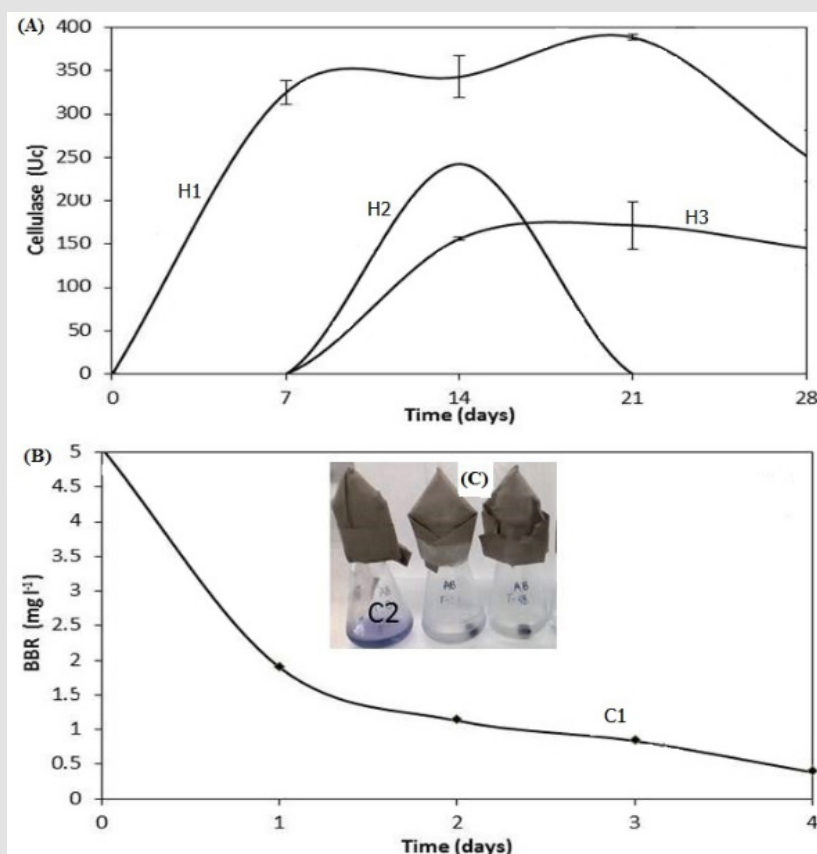 (A)
400
350
300
250
200
150
100
50
0
Cellulase (Uc)
H1
H2
H3
0 7 14 21 28
Time (days)
(B)
5
4.5
4
3.5
3
2.5
2
1.5
1
0.5
0
BBR (mg l-1)
(C)
C2
AB
AB
C1
0 1 2 3 4
Time (days)